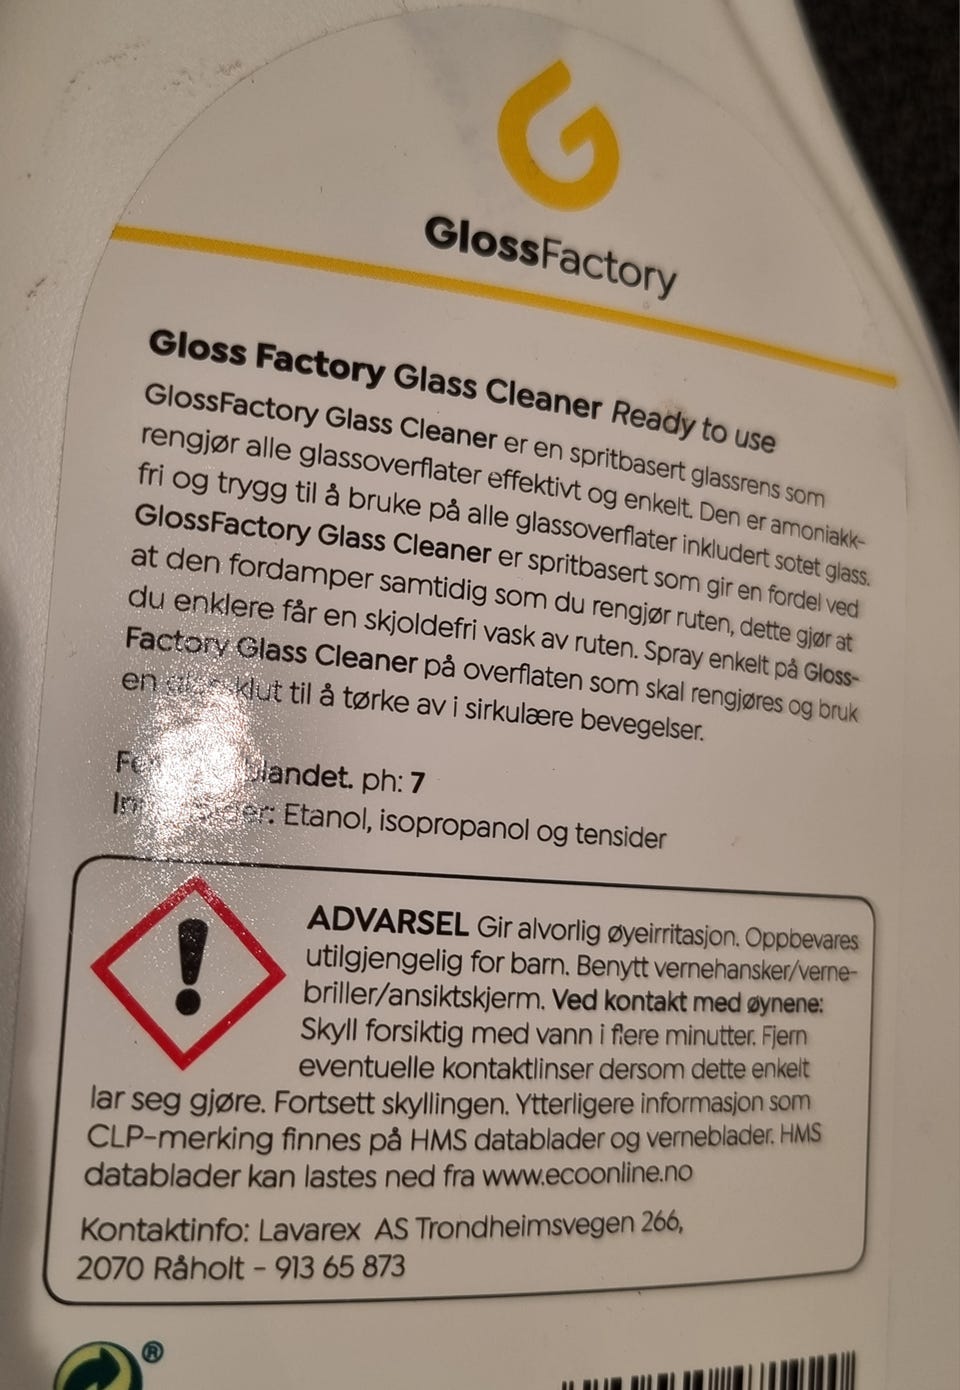 GlossFactory
Gloss Factory Glass Cleaner Ready to use
GlossFactory Glass Cleaner er en spritbasert glassrens som
rengjør alle glassoverflater effektivt og enkelt. Den er amoniakk-
fri og trygg til å bruke på alle glassoverflater inkludert sotet glass.
GlossFactory Glass Cleaner er spritbasert som gir en fordel ved
at den fordamper samtidig som du rengjør ruten, dette gjør at
du enklere får en skjoldefri vask av ruten. Spray enkelt på Gloss-
Factory Glass Cleaner på overflaten som skal rengjøres og bruk
en til å tørke av i sirkulære bevegelser.
ph: 7
Etanol, isopropanol og tensider
ADVARSEL Gir alvorlig øyeirritasjon. Oppbevares
utilgjengelig for barn. Benytt vernehansker/verne-
briller/ansiktskjerm. Ved kontakt med øynene:
Skyll forsiktig med vann i flere minutter. Fjern
eventuelle kontaktlinser dersom dette enkelt
lar seg gjøre. Fortsett skyllingen. Ytterligere informasjon som
CLP-merking finnes på HMS datablader og verneblader. HMS
datablader kan lastes ned fra www.ecoonline.no
Kontaktinfo: Lavarex AS Trondheimsvegen 266,
2070 Råholt - 913 65 873
®